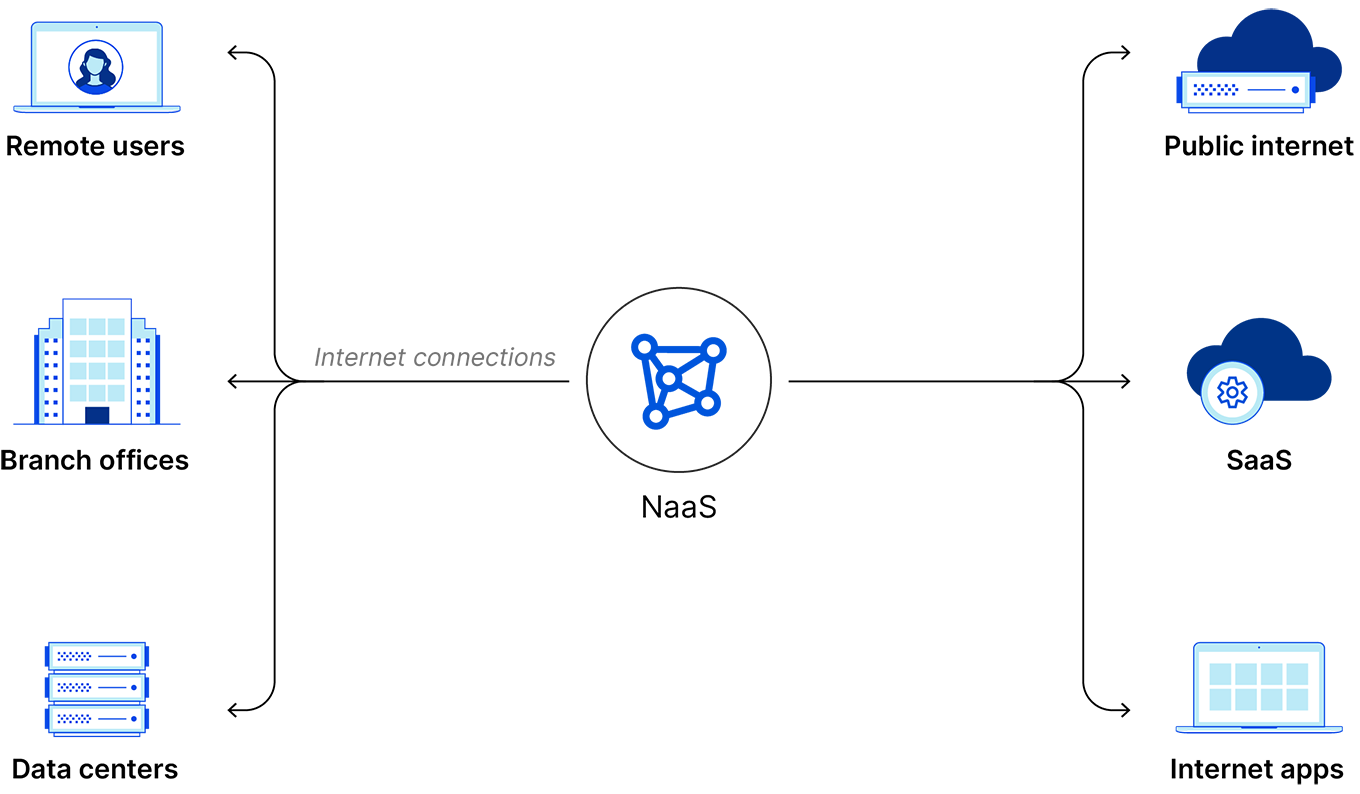 Remote users
Public internet
Internet connections
Branch offices
NaaS
SaaS
Data centers
Internet apps